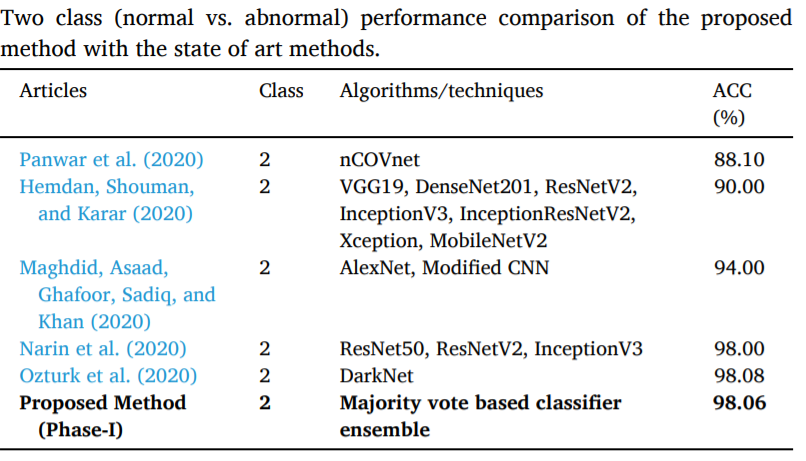 Two class (normal vs. abnormal) performance comparison of the proposed
method with the state of art methods.
Articles Class Algorithms/techniques ACC
(%)
Panwar et al. (2020) 2 nCOVnet 88.10
Hemdan, Shouman, 2 VGG19, DenseNet201, ResNetV2, 90.00
and Karar (2020) InceptionV3, InceptionResNetV2,
Xception, MobileNetV2
Maghdid, Asaad, 2 AlexNet, Modified CNN 94.00
Ghafoor, Sadiq, and
Khan (2020)
Narin et al. (2020) 2 ResNet50, ResNetV2, InceptionV3 98.00
Ozturk et al. (2020) 2 DarkNet 98.08
Proposed Method 2 Majority vote based classifier 98.06
(Phase-I) ensemble